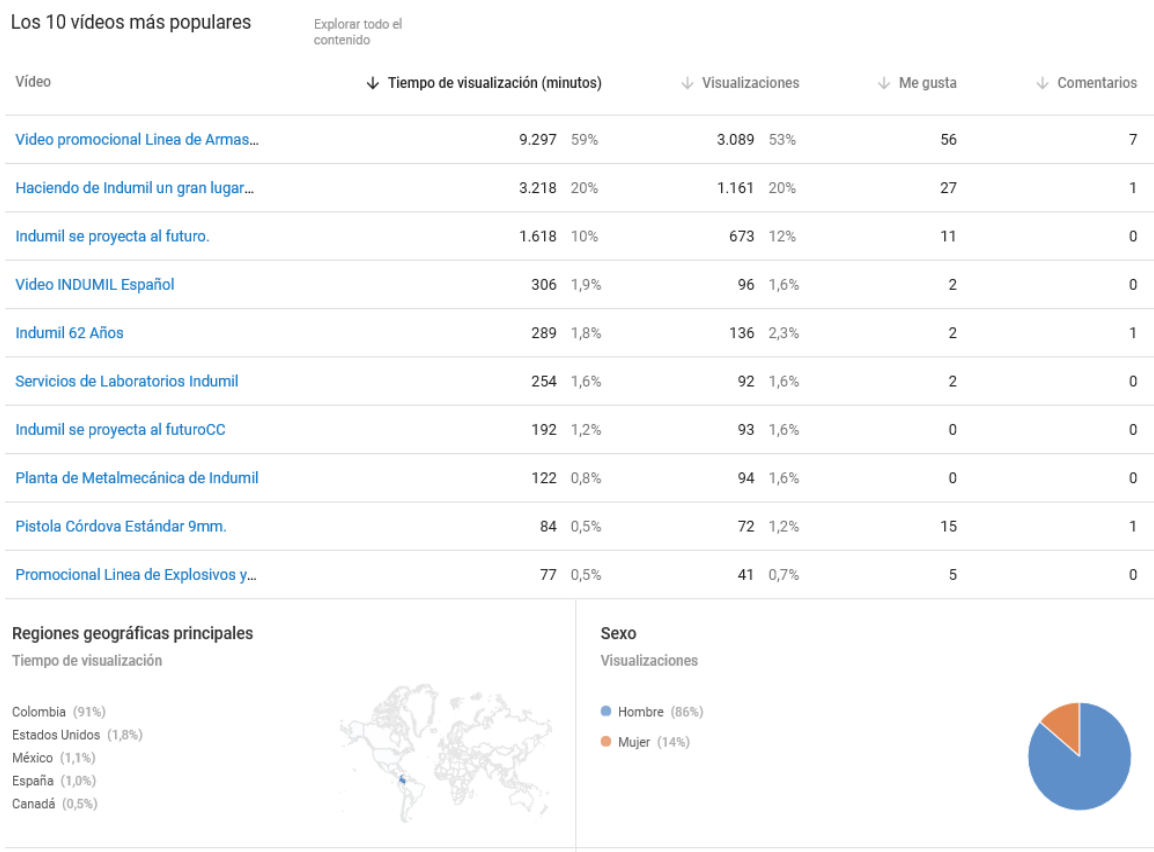 Los 10 vídeos más populares
Explorar todo el
contenido
Vídeo Tiempo de visualización (minutos) Visualizaciones Me gusta Comentarios
Video promocional Linea de Armas... 9.297 59% 3.089 53% 56 7
Haciendo de Indumil un gran lugar... 3.218 20% 1.161 20% 27 1
Indumil se proyecta al futuro. 1.618 10% 673 12% 11 0
Video INDUMIL Español 306 1,9% 96 1,6% 2 0
Indumil 62 Años 289 1,8% 136 2,3% 2 1
Servicios de Laboratorios Indumil 254 1,6% 92 1,6% 2 0
Indumil se proyecta al futuroCC 192 1,2% 93 1,6% 0 0
Planta de Metalmecánica de Indumil 122 0,8% 94 1,6% 0 0
Pistola Córdova Estándar 9mm. 84 0,5% 72 1,2% 15 1
Promocional Linea de Explosivos y... 77 0,5% 41 0,7% 5 0
Regiones geográficas principales
Tiempo de visualización
Colombia (91%)
Estados Unidos (1,8%)
México (1,1%)
España (1,0%)
Canadá (0,5%)
Sexo
Visualizaciones
Hombre (86%)
Mujer (14%)